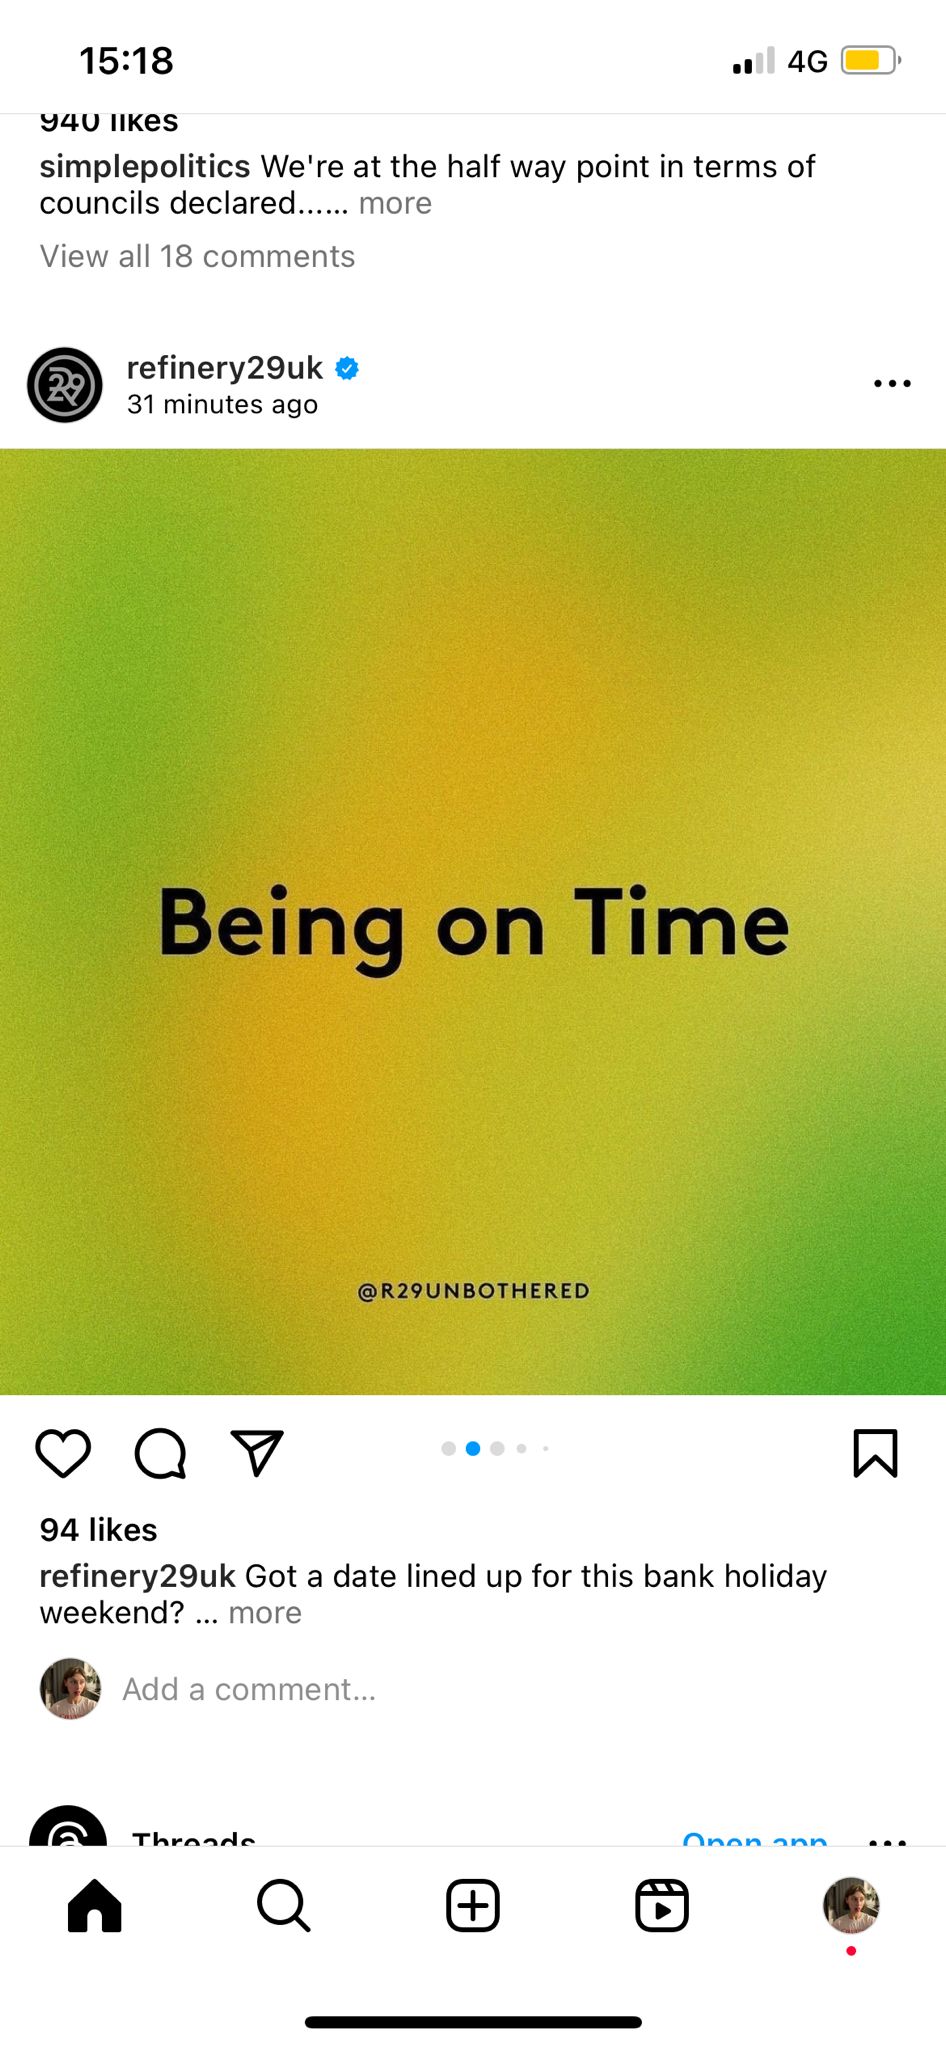 15:18
4G
940 likes
simplepolitics We're at the half way point in terms of
councils declared...... more
View all 18 comments
29
refinery29uk
31 minutes ago
Being on Time
@R29UNBOTHERED
94 likes
refinery29uk Got a date lined up for this bank holiday
weekend? ... more
Add a comment...
Threads
Open app